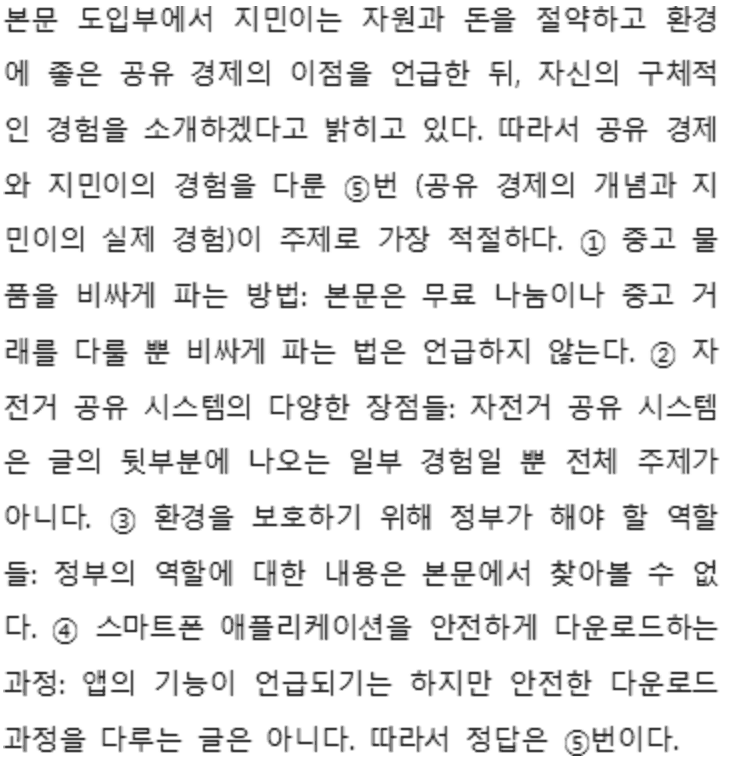 본문 도입부에서 지민이는 자원과 돈을 절약하고 환경
에 좋은 공유 경제의 이점을 언급한 뒤, 자신의 구체적
인 경험을 소개하겠다고 밝히고 있다. 따라서 공유 경제
와 지민이의 경험을 다룬 ⑤번 (공유 경제의 개념과 지
민이의 실제 경험)이 주제로 가장 적절하다. ① 중고 물
품을 비싸게 파는 방법: 본문은 무료 나눔이나 중고 거
래를 다룰 뿐 비싸게 파는 법은 언급하지 않는다. ② 자
전거 공유 시스템의 다양한 장점들: 자전거 공유 시스템
은 글의 뒷부분에 나오는 일부 경험일 뿐 전체 주제가
아니다. ③ 환경을 보호하기 위해 정부가 해야 할 역할
들: 정부의 역할에 대한 내용은 본문에서 찾아볼 수 없
다. ④ 스마트폰 애플리케이션을 안전하게 다운로드하는
과정: 앱의 기능이 언급되기는 하지만 안전한 다운로드
과정을 다루는 글은 아니다. 따라서 정답은 ⑤번이다.